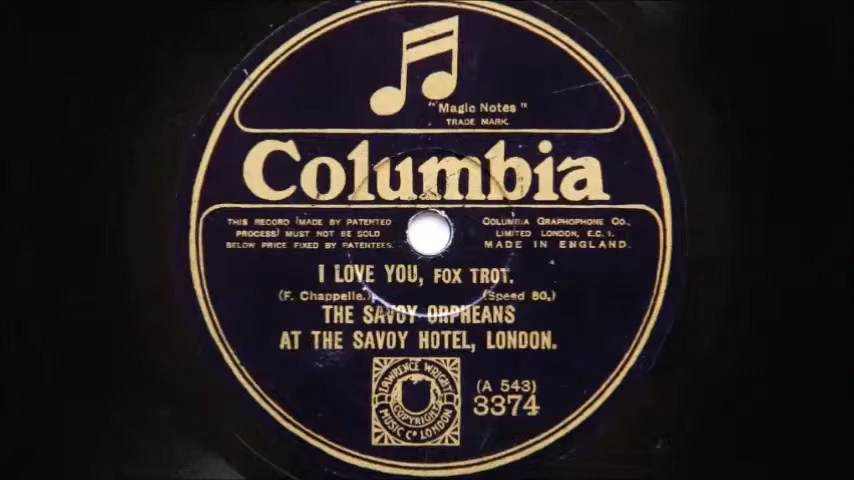 "Magic Notes"
TRADE MARK.
Columbia
THIS RECORD (MADE BY PATENTED
PROCESS) MUST NOT BE SOLD
BELOW PRICE FIXED BY PATENTEES.
COLUMBIA GRAPHOPHONE CO.,
LIMITED LONDON, E.C.1.
MADE IN ENGLAND.
I LOVE YOU, FOX TROT.
(F. Chappelle.) (Speed 80.)
THE SAVOY ORPHEANS
AT THE SAVOY HOTEL, LONDON.
LAWRENCE WRIGHT
COPYRIGHT
MUSIC Co LONDON
(A 543)
3374